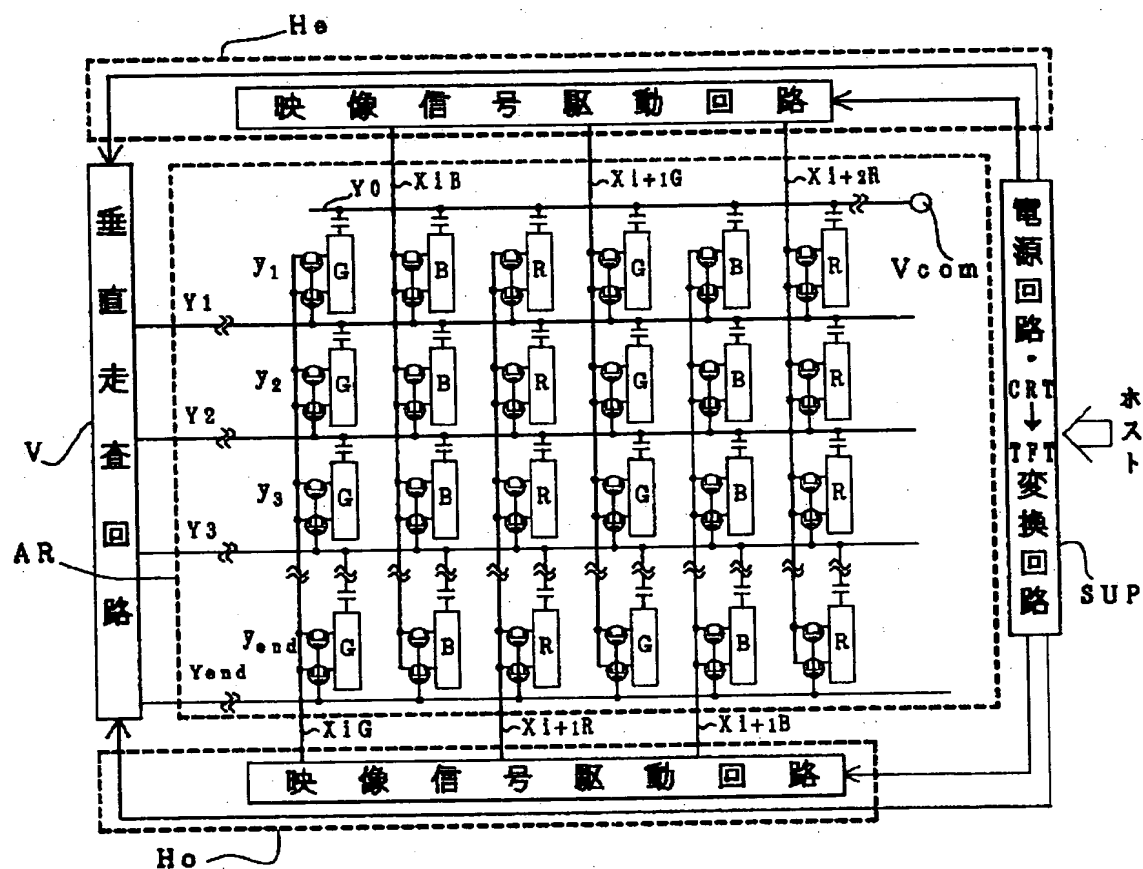 He
映像信号駆動回路
XiB
Xi+1G
Xi+2R
Y0
Vcom
垂直走査回路
V
AR
電源回路・CRT→TFT変換回路
ホスト
SUP
y1
G B R G B R
Y1
y2
G B R G B R
Y2
y3
G B R G B R
Y3
yend
G B R G B R
Yend
XiG
Xi+1R
Xi+1B
映像信号駆動回路
Ho